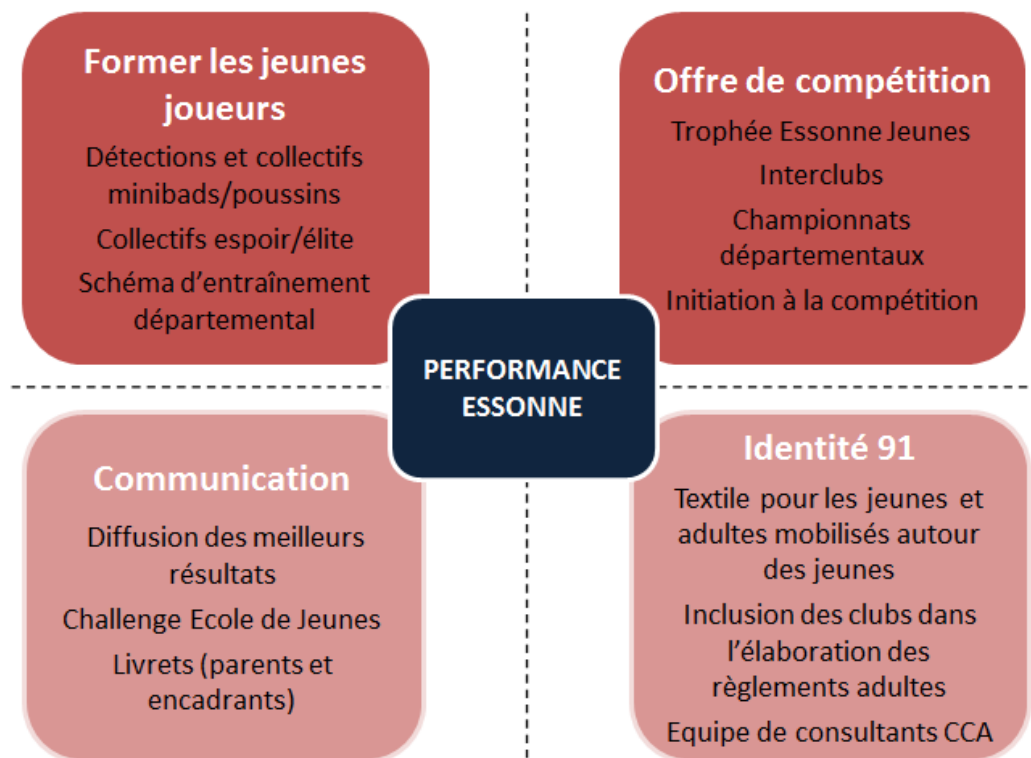 Former les jeunes
joueurs
Détections et collectifs
minibads/poussins
Collectifs espoir/élite
Schéma d'entraînement
départemental
Offre de compétition
Trophée Essonne Jeunes
Interclubs
Championnats
départementaux
Initiation à la compétition
PERFORMANCE
ESSONNE
Communication
Diffusion des meilleurs
résultats
Challenge Ecole de Jeunes
Livrets (parents et
encadrants)
Identité 91
Textile pour les jeunes et
adultes mobilisés autour
des jeunes
Inclusion des clubs dans
l'élaboration des
règlements adultes
Equipe de consultants CCA